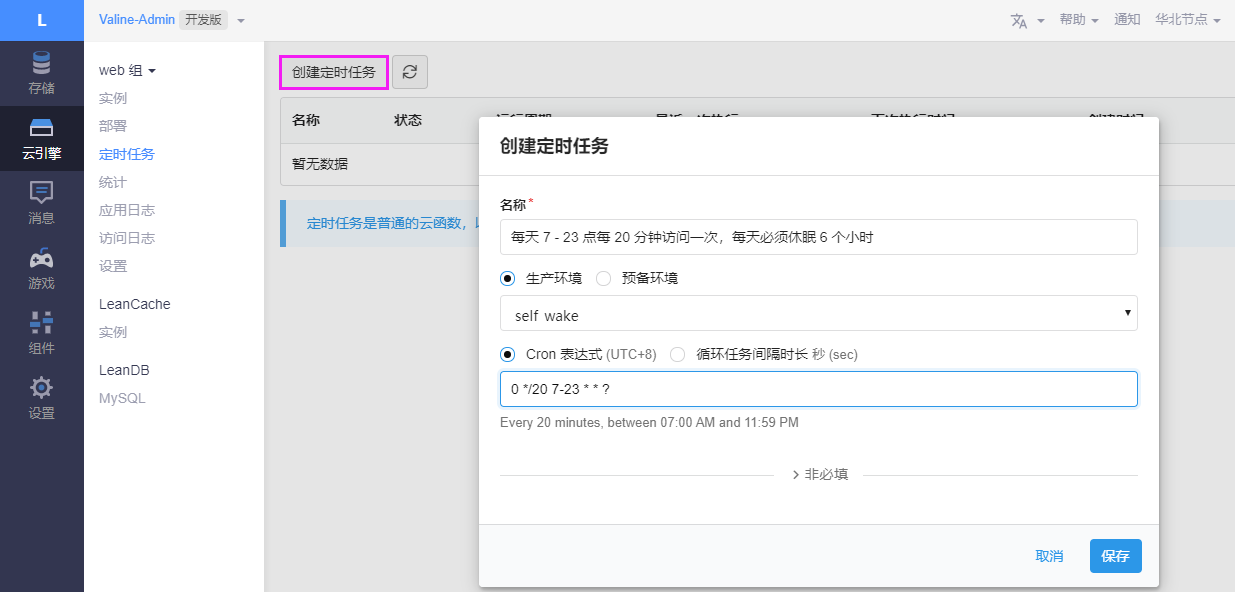 L Valine-Admin 开发版 帮助 通知 华北节点
存储
云引擎
消息
游戏
组件
设置
web 组
实例
部署
定时任务
统计
应用日志
访问日志
设置
LeanCache
实例
LeanDB
MySQL
创建定时任务
名称 状态
暂无数据
定时任务是普通的云函数，
创建定时任务
名称*
每天 7 - 23 点每 20 分钟访问一次，每天必须休眠 6 个小时
生产环境 预备环境
self wake
Cron 表达式 (UTC+8) 循环任务间隔时长 秒 (sec)
0 */20 7-23 * * ?
Every 20 minutes, between 07:00 AM and 11:59 PM
非必填
取消 保存